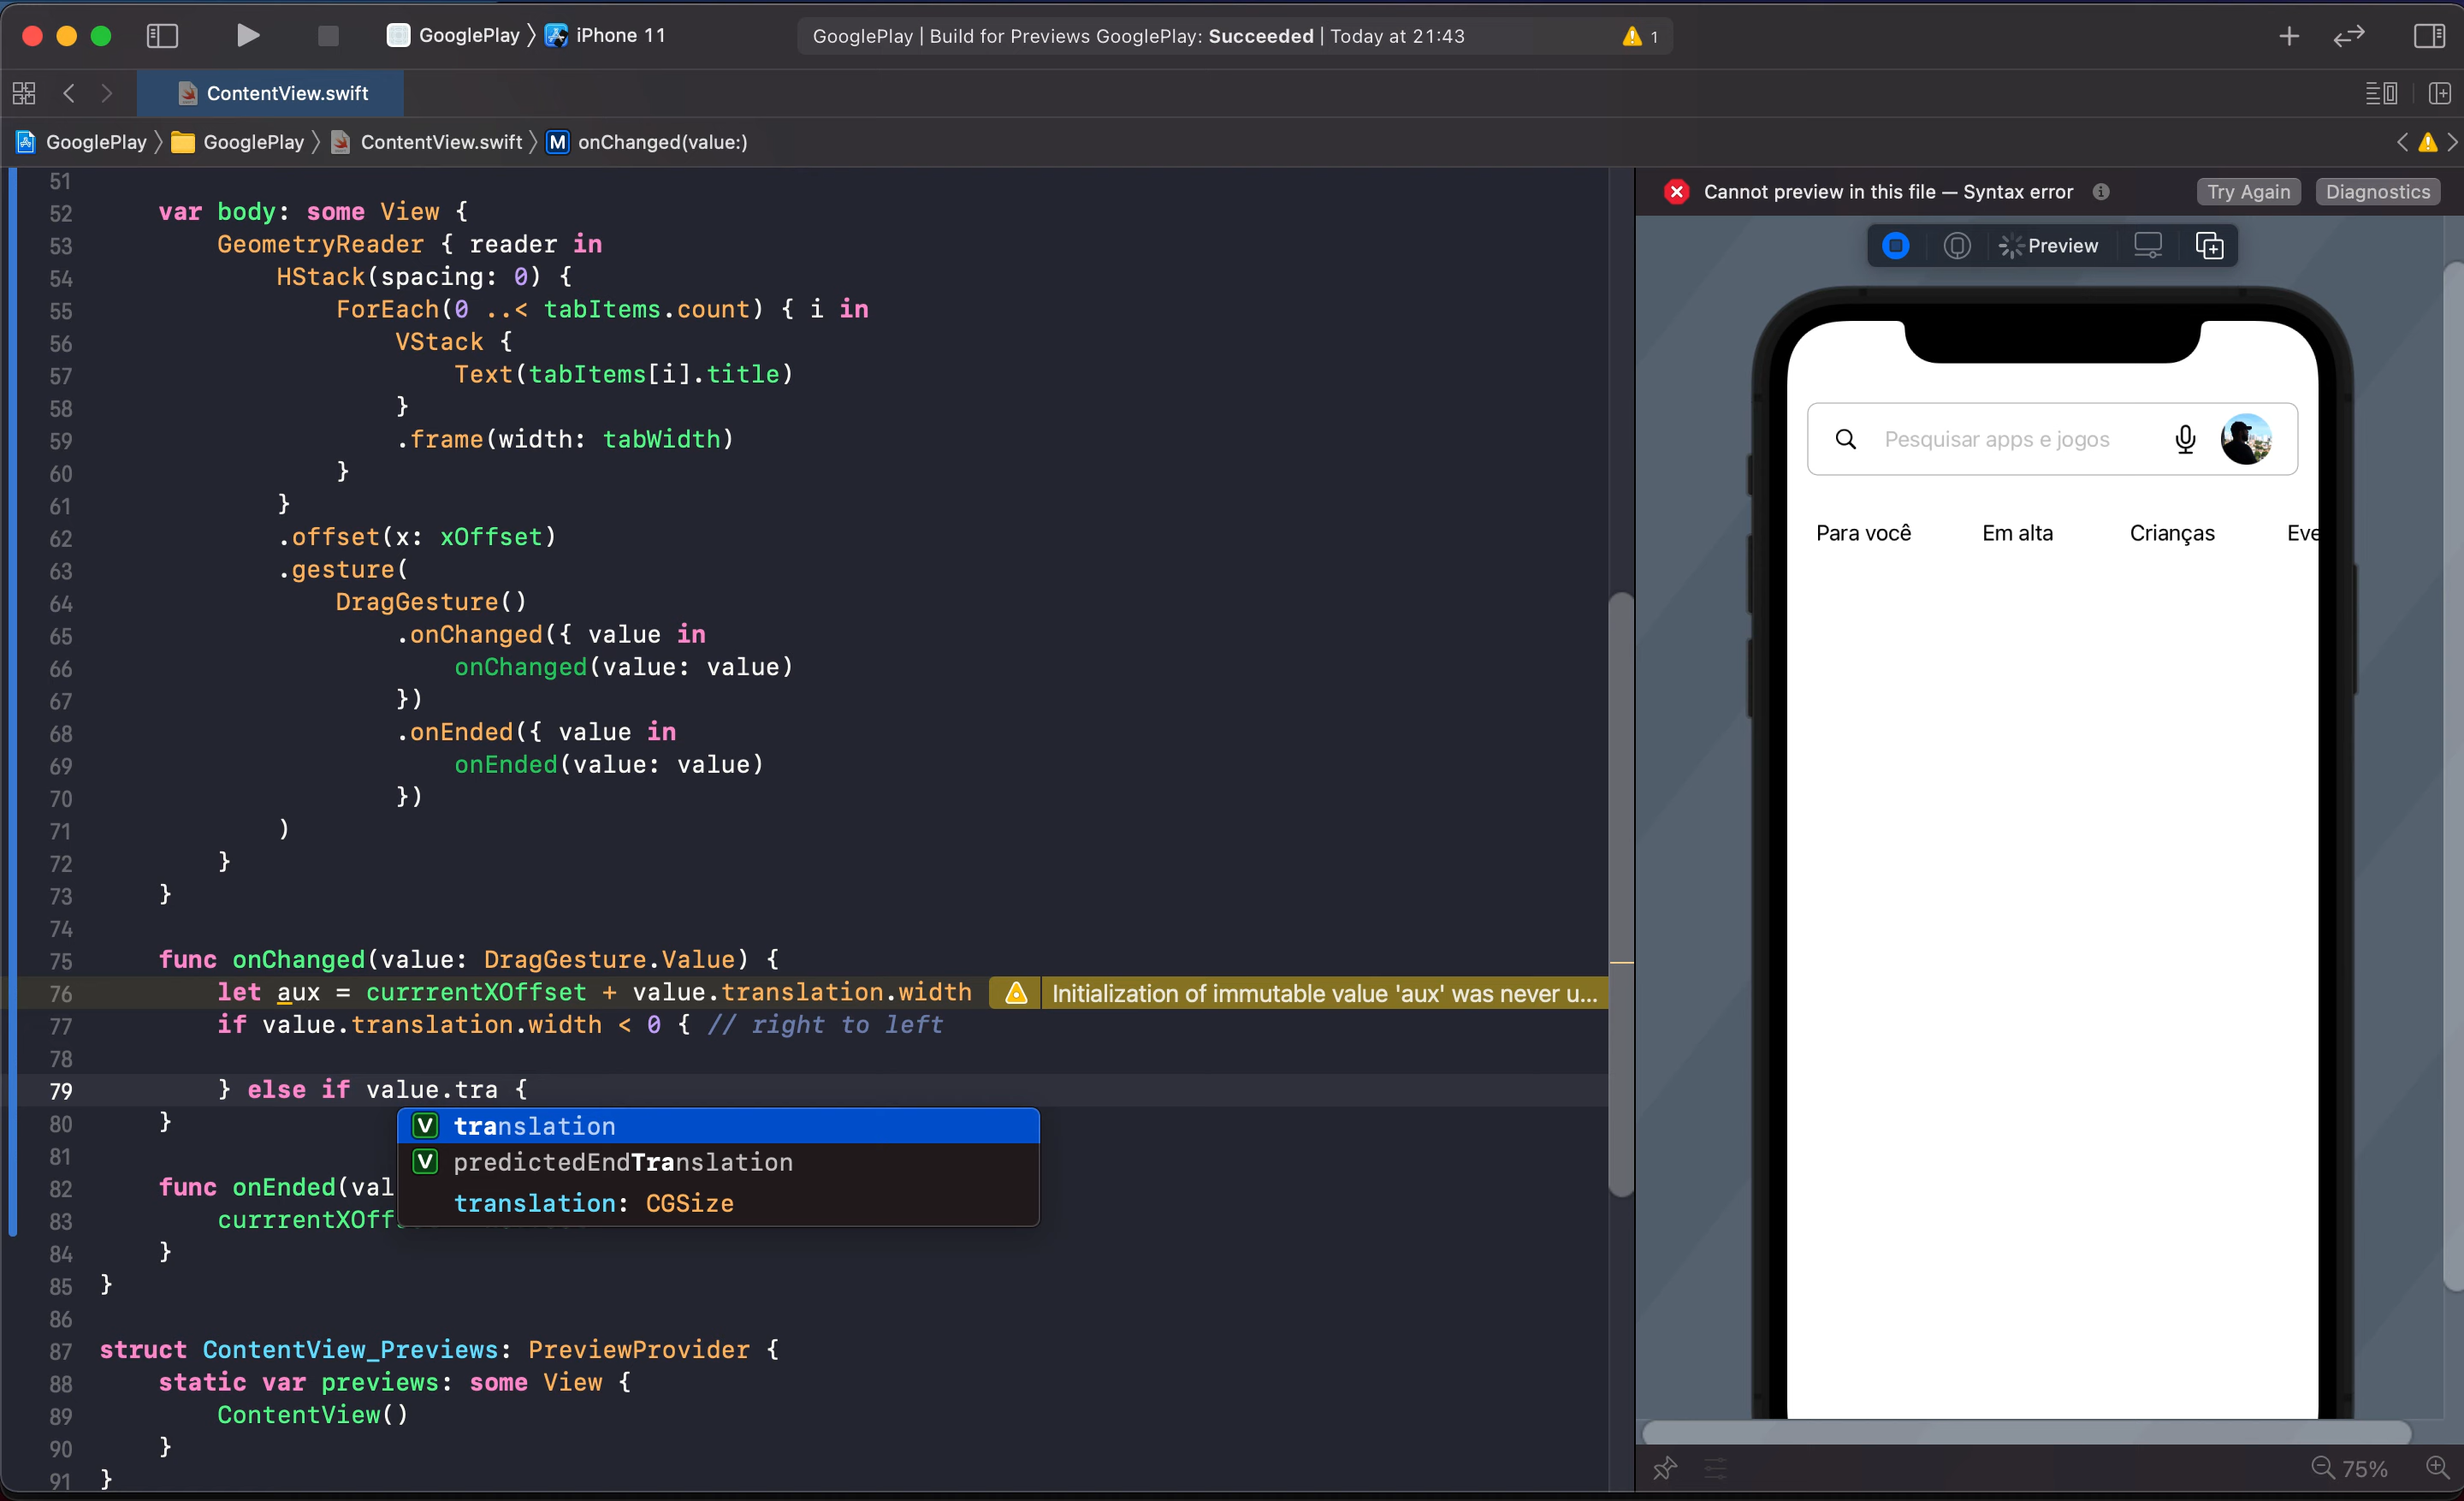 GooglePlay 〉 iPhone 11
GooglePlay | Build for Previews GooglePlay: Succeeded | Today at 21:43
1
ContentView.swift
GooglePlay 〉 GooglePlay 〉 ContentView.swift 〉 M onChanged(value:)
51
52 var body: some View {
53 GeometryReader { reader in
54 HStack(spacing: 0) {
55 ForEach(0 ..< tabItems.count) { i in
56 VStack {
57 Text(tabItems[i].title)
58 }
59 .frame(width: tabWidth)
60 }
61 }
62 .offset(x: xOffset)
63 .gesture(
64 DragGesture()
65 .onChanged({ value in
66 onChanged(value: value)
67 })
68 .onEnded({ value in
69 onEnded(value: value)
70 })
71 )
72 }
73 }
74
75 func onChanged(value: DragGesture.Value) {
76 let aux = currrentXOffset + value.translation.width Initialization of immutable value 'aux' was never u...
77 if value.translation.width < 0 { // right to left
78
79 } else if value.tra {
80 }
V translation
81
V predictedEndTranslation
82 func onEnded(val
translation: CGSize
83 currrentXOff
84 }
85 }
86
87 struct ContentView_Previews: PreviewProvider {
88 static var previews: some View {
89 ContentView()
90 }
91 }
Cannot preview in this file — Syntax error
Try Again
Diagnostics
Preview
Pesquisar apps e jogos
Para você Em alta Crianças Eve
75%